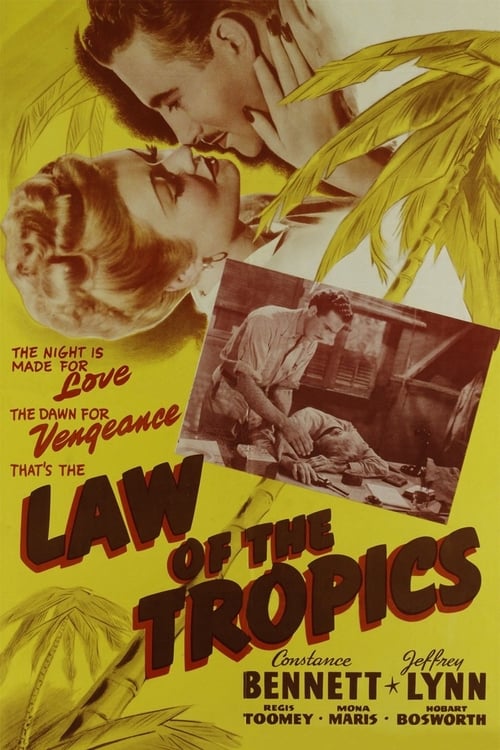 THE NIGHT IS
MADE FOR
Love
THE DAWN FOR
Vengeance
THAT'S THE
LAW
OF THE
TROPICS
Constance BENNETT ★ Jeffrey LYNN
REGIS TOOMEY · MONA MARIS · HOBART BOSWORTH